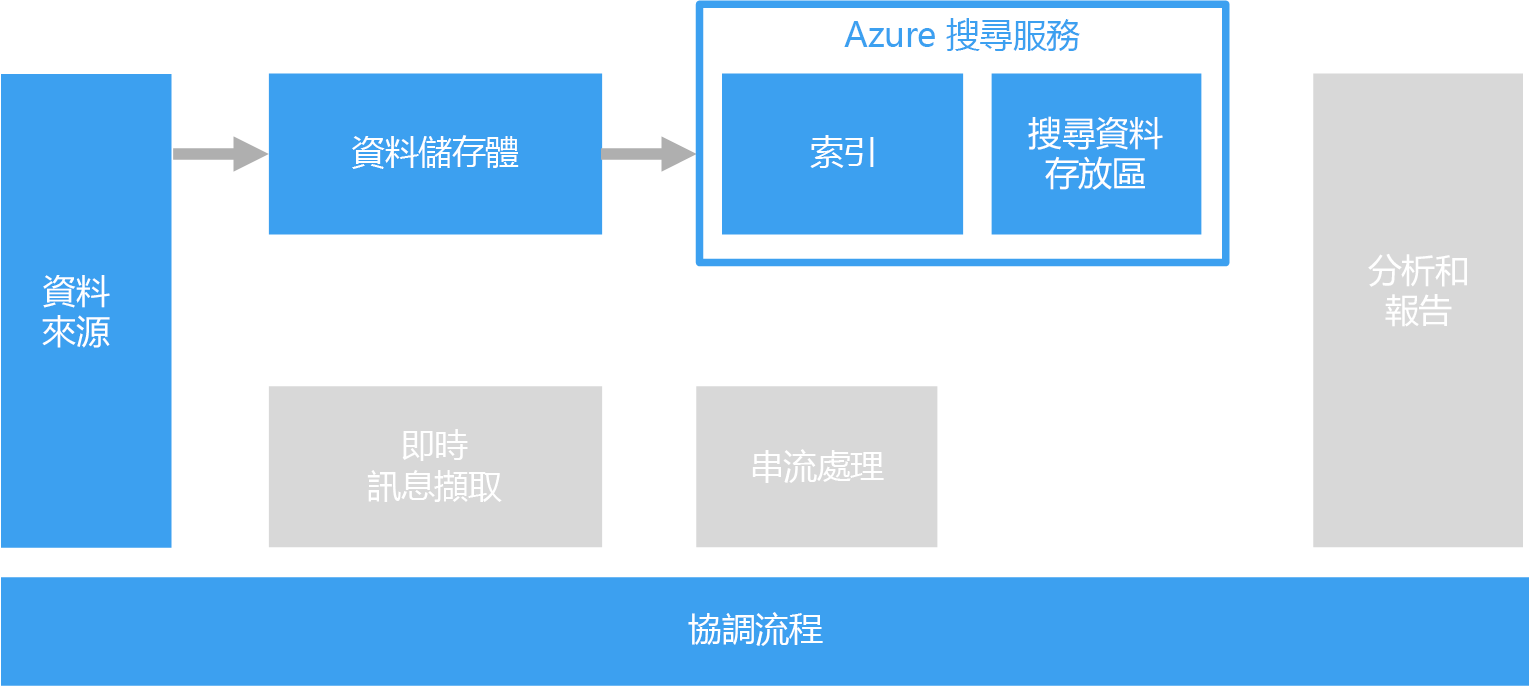 Azure 搜尋服務
資料儲存體
索引
搜尋資料
存放區
資料
來源
分析和
報告
即時
訊息擷取
串流處理
協調流程